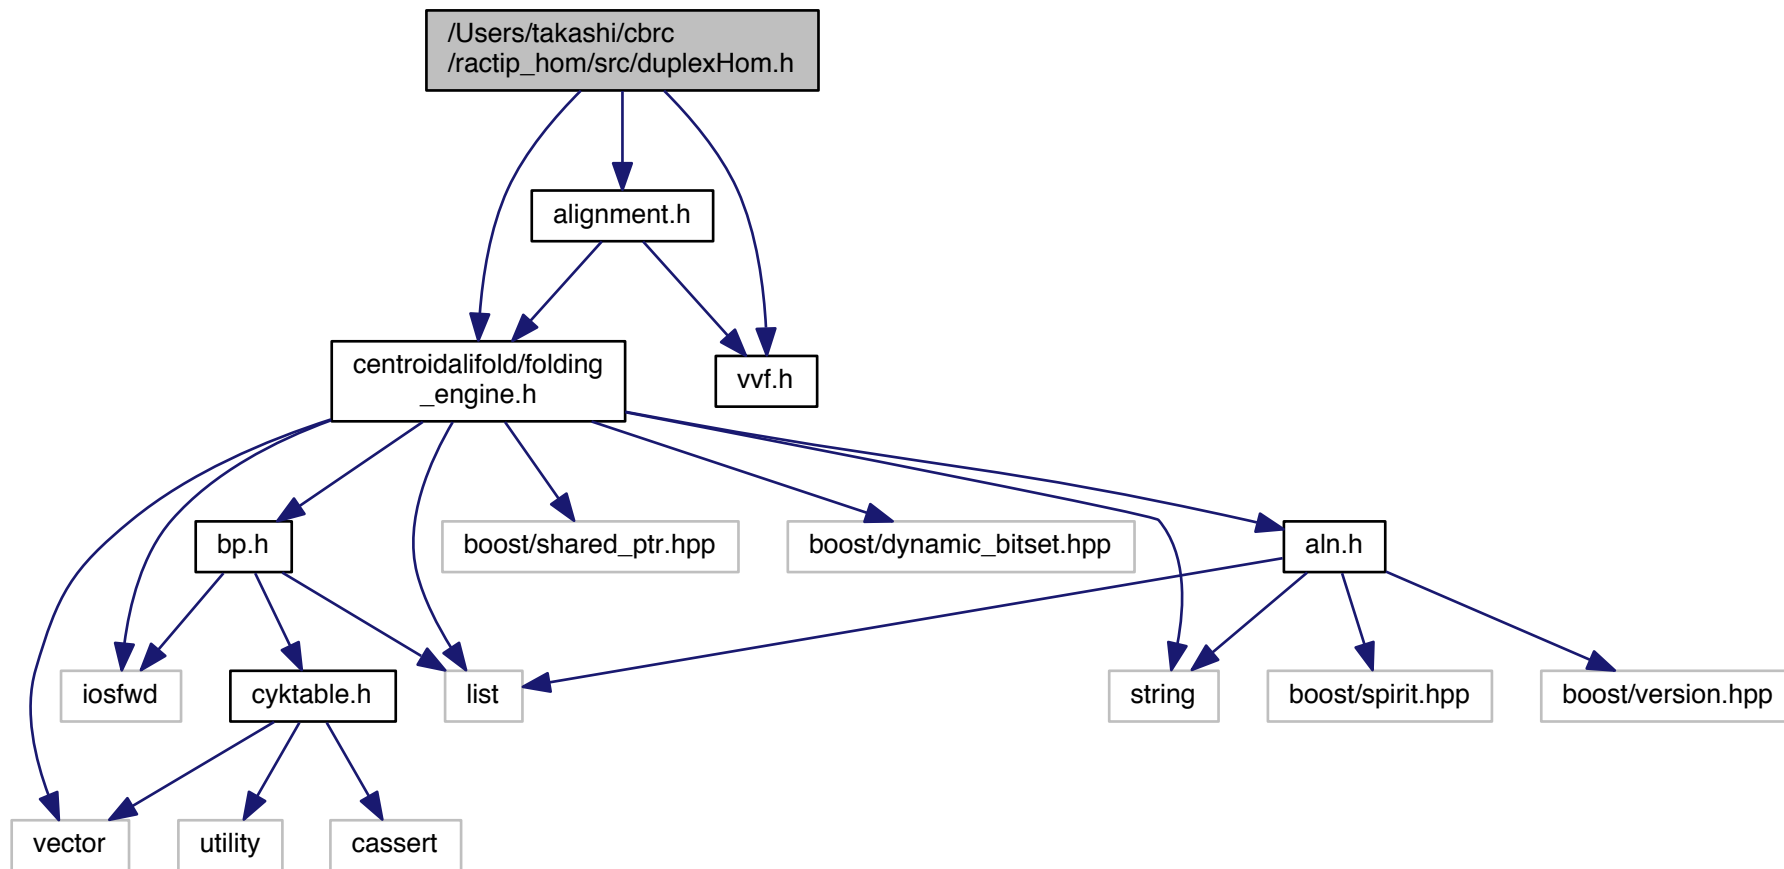 /Users/takashi/cbrc
/ractip_hom/src/duplexHom.h
alignment.h
centroidalifold/folding
_engine.h
vvf.h
bp.h
boost/shared_ptr.hpp
boost/dynamic_bitset.hpp
aln.h
iosfwd
cyktable.h
list
string
boost/spirit.hpp
boost/version.hpp
vector
utility
cassert